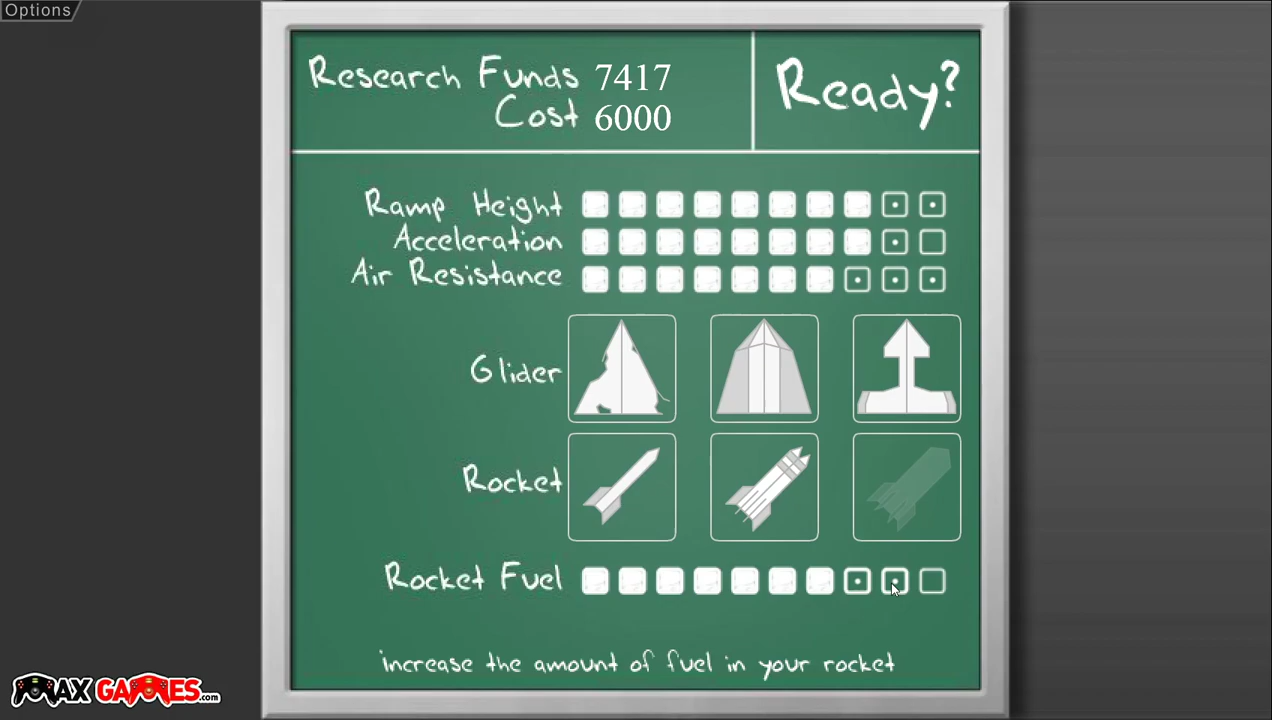 Options
Research Funds 7417
Cost 6000
Ready?
Ramp Height
Acceleration
Air Resistance
Glider
Rocket
Rocket Fuel
increase the amount of fuel in your rocket
MAX GAMES.com